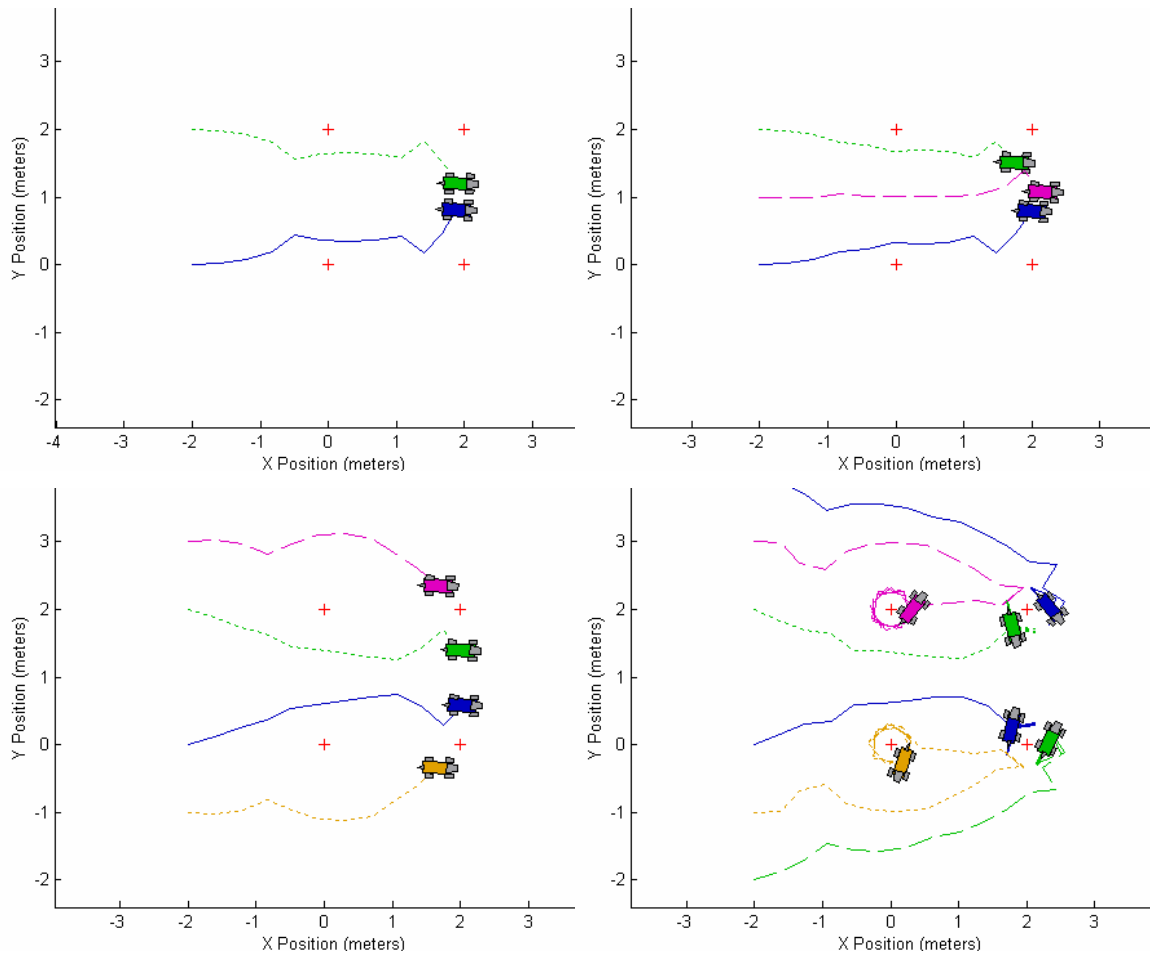 3
2
1
0
-1
-2
Y Position (meters)
-4 -3 -2 -1 0 1 2 3
X Position (meters)
3
2
1
0
-1
-2
Y Position (meters)
-3 -2 -1 0 1 2 3
X Position (meters)
3
2
1
0
-1
-2
Y Position (meters)
-3 -2 -1 0 1 2 3
X Position (meters)
3
2
1
0
-1
-2
Y Position (meters)
-3 -2 -1 0 1 2 3
X Position (meters)